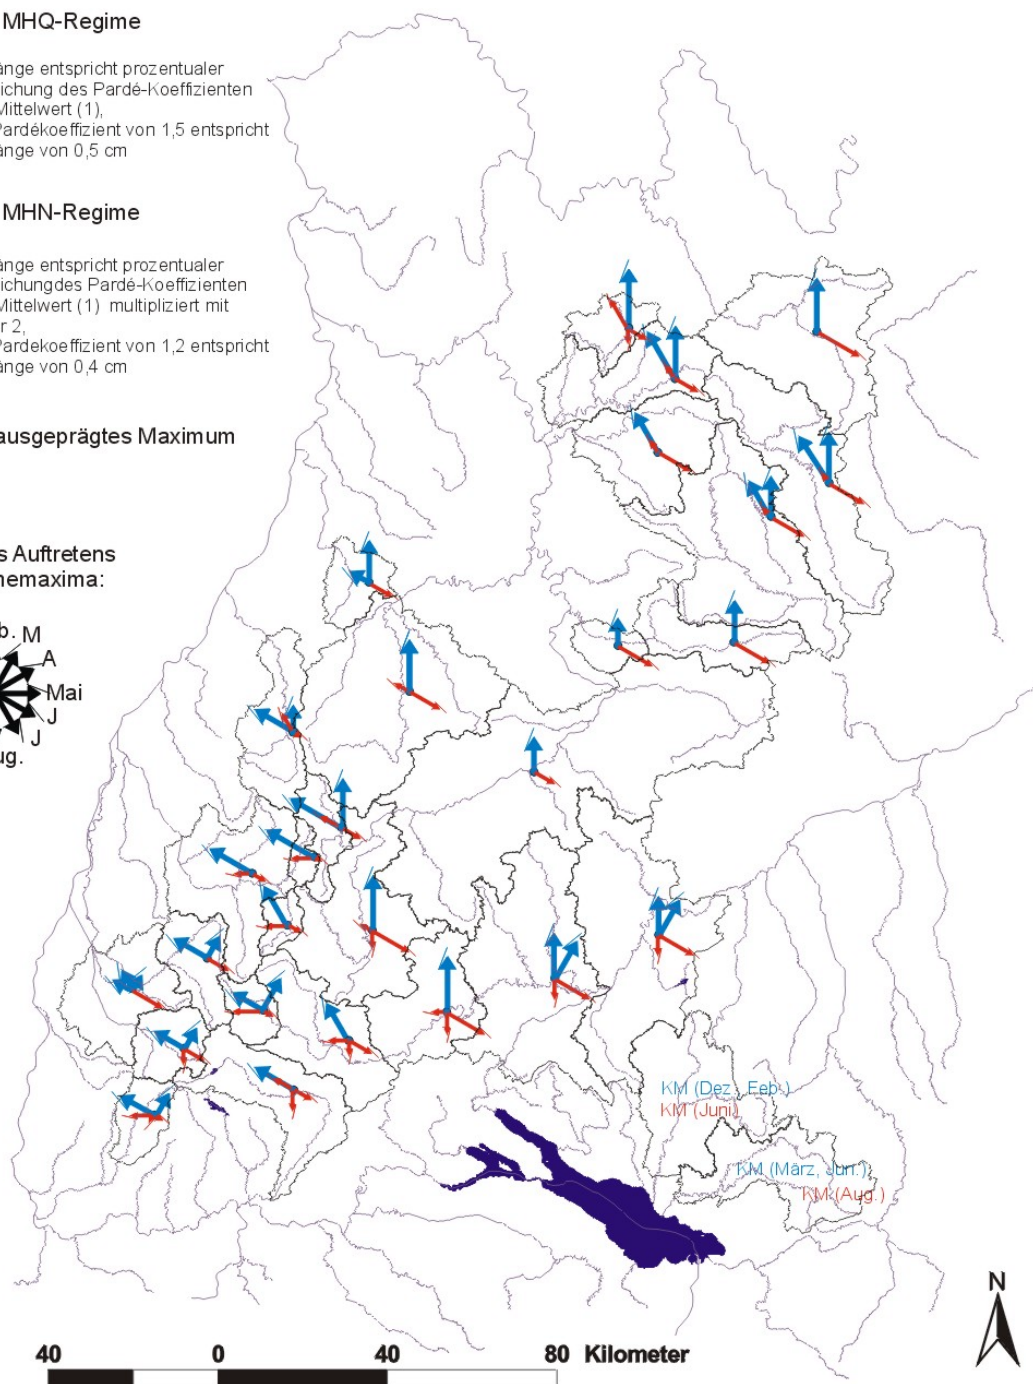 MHQ-Regime
änge entspricht prozentualer
ichung des Pardé-Koeffizienten
Mittelwert (1),
Pardékoeffizient von 1,5 entspricht
änge von 0,5 cm
MHN-Regime
änge entspricht prozentualer
ichungdes Pardé-Koeffizienten
Mittelwert (1) multipliziert mit
r 2,
Pardekoeffizient von 1,2 entspricht
änge von 0,4 cm
ausgeprägtes Maximum
s Auftretens
nemaxima:
b. M
A
Mai
J
J
ug.
KM (Dez., Feb.)
KM (Juni)
KM (März, Jun.)
KM (Aug.)
N
40 0 40 80 Kilometer